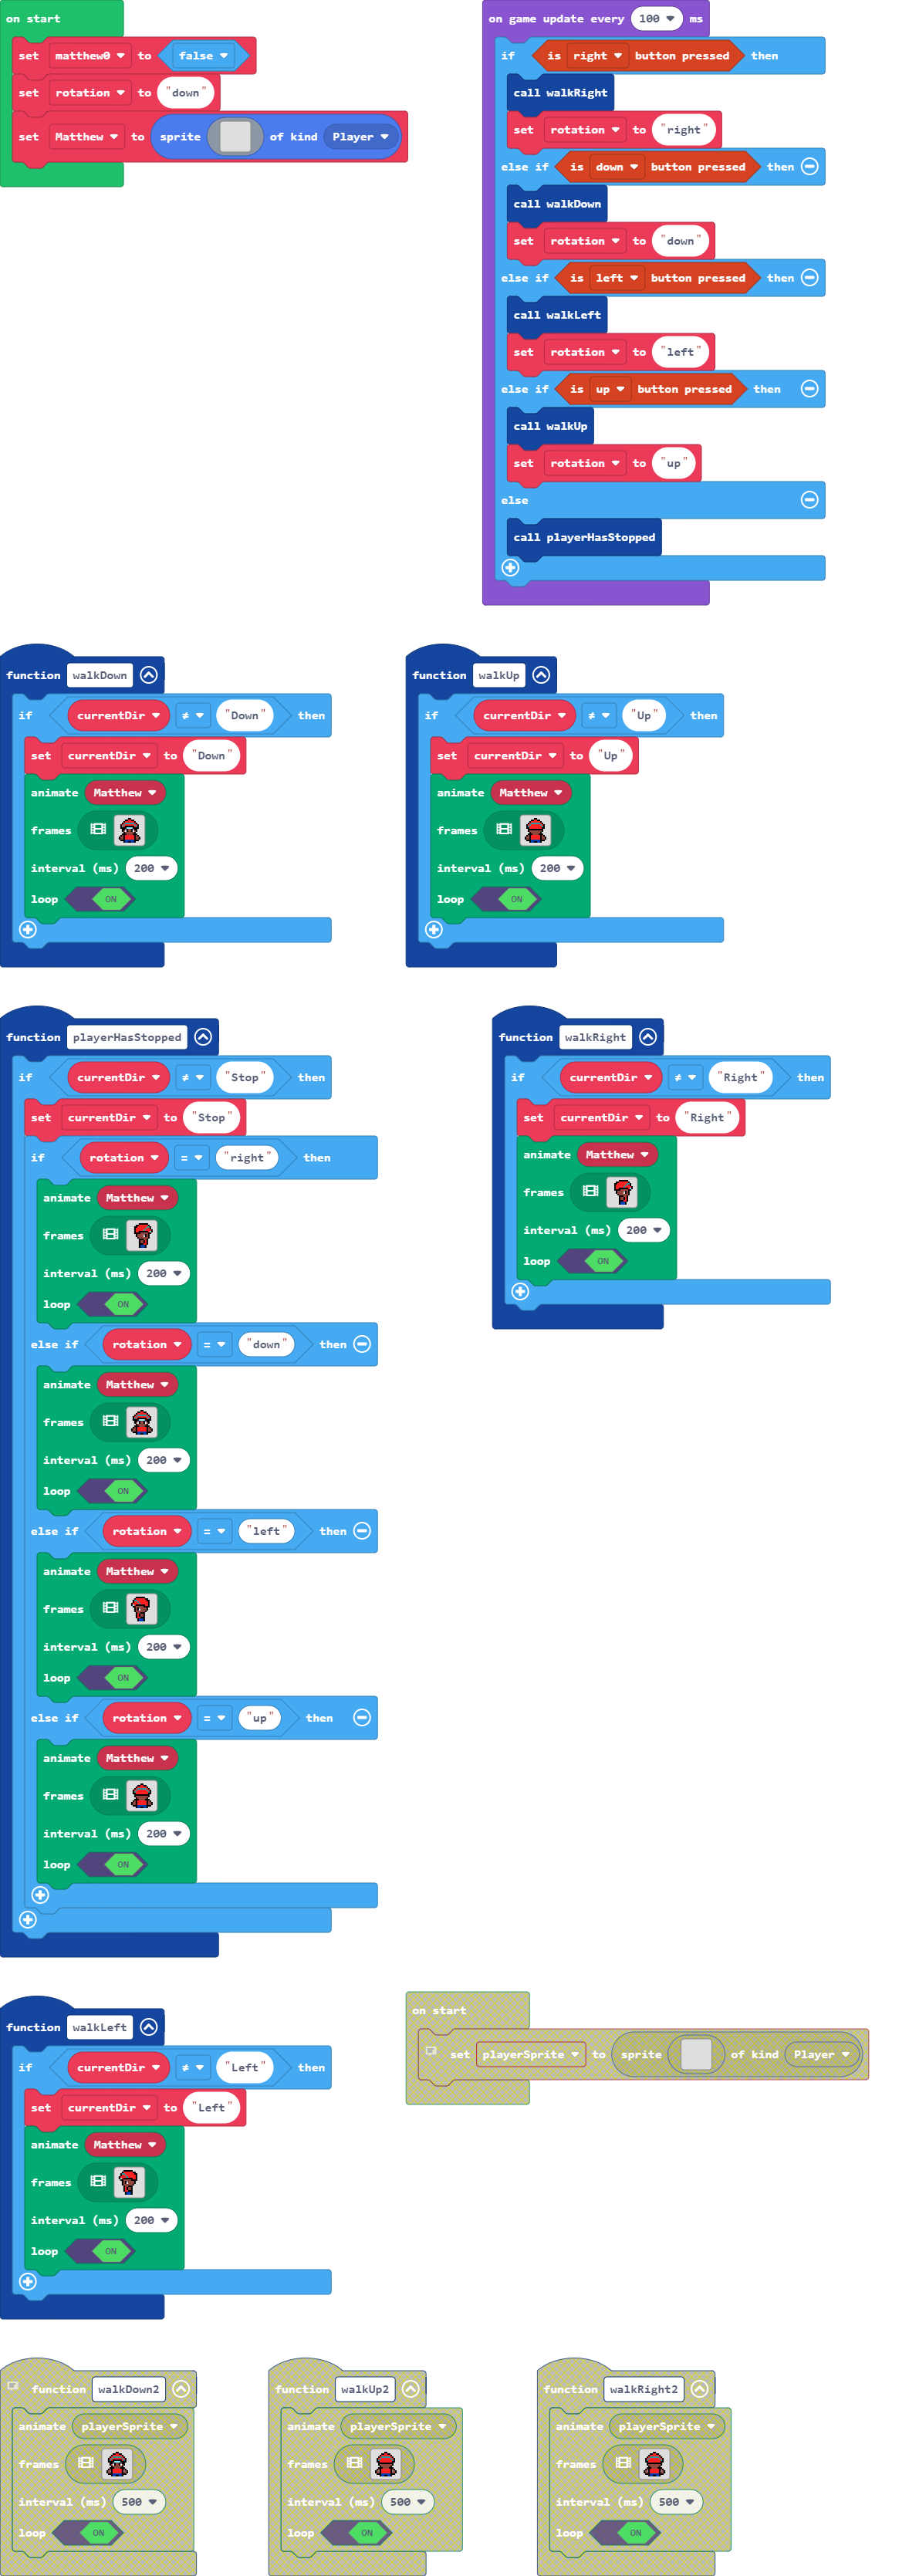 on start
set matthew0 to false
set rotation to "down"
set Matthew to sprite of kind Player
on game update every 100 ms
if is right button pressed then
call walkRight
set rotation to "right"
else if is down button pressed then
call walkDown
set rotation to "down"
else if is left button pressed then
call walkLeft
set rotation to "left"
else if is up button pressed then
call walkUp
set rotation to "up"
else
call playerHasStopped
function walkDown
if currentDir ≠ "Down" then
set currentDir to "Down"
animate Matthew
frames
interval (ms) 200
loop ON
function walkUp
if currentDir ≠ "Up" then
set currentDir to "Up"
animate Matthew
frames
interval (ms) 200
loop ON
function playerHasStopped
if currentDir ≠ "Stop" then
set currentDir to "Stop"
if rotation = "right" then
animate Matthew
frames
interval (ms) 200
loop ON
else if rotation = "down" then
animate Matthew
frames
interval (ms) 200
loop ON
else if rotation = "left" then
animate Matthew
frames
interval (ms) 200
loop ON
else if rotation = "up" then
animate Matthew
frames
interval (ms) 200
loop ON
function walkRight
if currentDir ≠ "Right" then
set currentDir to "Right"
animate Matthew
frames
interval (ms) 200
loop ON
function walkLeft
if currentDir ≠ "Left" then
set currentDir to "Left"
animate Matthew
frames
interval (ms) 200
loop ON
on start
set playerSprite to sprite of kind Player
function walkDown2
animate playerSprite
frames
interval (ms) 500
loop ON
function walkUp2
animate playerSprite
frames
interval (ms) 500
loop ON
function walkRight2
animate playerSprite
frames
interval (ms) 500
loop ON